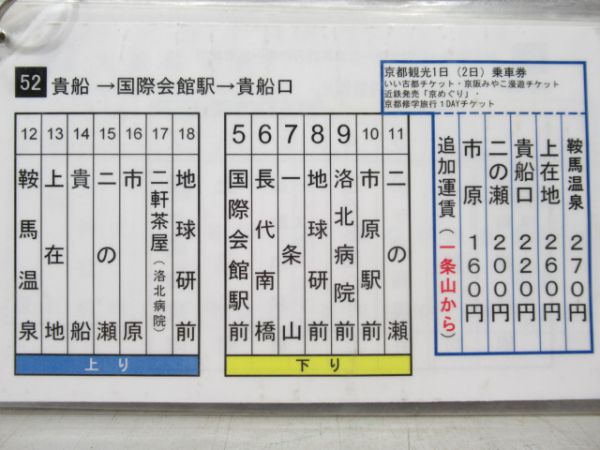 52 貴船→国際会館駅→貴船口
京都観光1日(2日)乗車券
いい古都チケット・京阪みやこ漫遊チケット
近鉄発売「京めぐり」・
京都修学旅行1DAYチケット
12 鞍馬温泉
13 上在地
14 貴船
15 二の瀬
16 市原
17 二軒茶屋(洛北病院)
18 地球研前
上り
5 国際会館駅前
6 長代南橋
7 一条山
8 地球研前
9 洛北病院前
10 市原駅前
11 二の瀬
下り
追加運賃(一条山から)
市原 160円
二の瀬 200円
貴船口 220円
上在地 260円
鞍馬温泉 270円